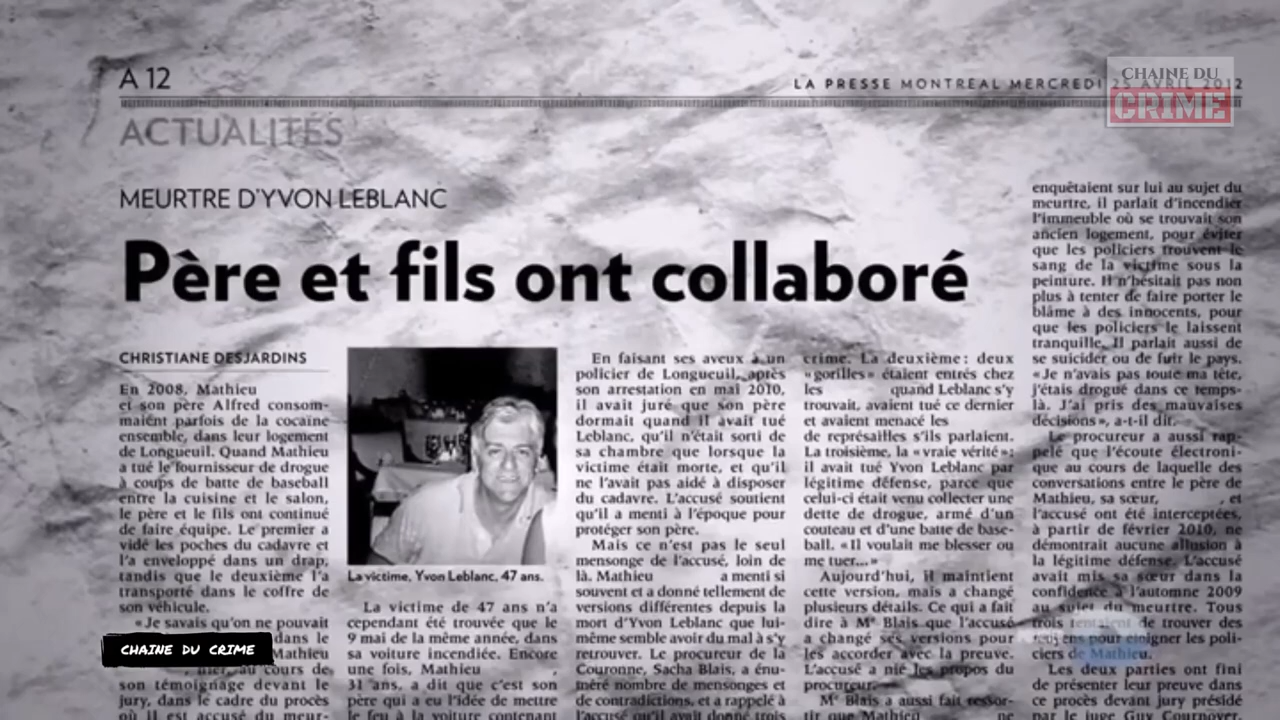 A 12
LA PRESSE MONTRÉAL MERCREDI 25 AVRIL 2012
CHAINE DU
CRIME
ACTUALITÉS
MEURTRE D'YVON LEBLANC
Père et fils ont collaboré
CHRISTIANE DESJARDINS
En 2008, Mathieu
et son père Alfred consom-
maient parfois de la cocaïne
ensemble, dans leur logement
de Longueuil. Quand Mathieu
a tué le fournisseur de drogue
à coups de batte de baseball
entre la cuisine et le salon,
le père et le fils ont continué
de faire équipe. Le premier a
vidé les poches du cadavre et
l'a enveloppé dans un drap,
tandis que le deuxième l'a
transporté dans le coffre de
son véhicule.
«Je savais qu'on ne pouvait
dans le
Mathieu
hier, au cours de
son témoignage devant le
jury, dans le cadre du procès
où il est accusé du meur-
La victime, Yvon Leblanc, 47 ans.
La victime de 47 ans n'a
cependant été trouvée que le
9 mai de la même année, dans
sa voiture incendiée. Encore
une fois, Mathieu ,
31 ans, a dit que c'est son
père qui a eu l'idée de mettre
le feu à la voiture contenant
En faisant ses aveux à un
policier de Longueuil, après
son arrestation en mai 2010,
il avait juré que son père
dormait quand il avait tué
Leblanc, qu'il n'était sorti de
sa chambre que lorsque la
victime était morte, et qu'il
ne l'avait pas aidé à disposer
du cadavre. L'accusé soutient
qu'il a menti à l'époque pour
protéger son père.
Mais ce n'est pas le seul
mensonge de l'accusé, loin de
là. Mathieu a menti si
souvent et a donné tellement de
versions différentes depuis la
mort d'Yvon Leblanc que lui-
même semble avoir du mal à s'y
retrouver. Le procureur de la
Couronne, Sacha Blais, a énu-
méré nombre de mensonges et
de contradictions, et a rappelé à
l'accusé qu'il avait donné trois
crime. La deuxième: deux
«gorilles» étaient entrés chez
les quand Leblanc s'y
trouvait, avaient tué ce dernier
et avaient menacé les
de représailles s'ils parlaient.
La troisième, la «vraie vérité»:
il avait tué Yvon Leblanc par
légitime défense, parce que
celui-ci était venu collecter une
dette de drogue, armé d'un
couteau et d'une batte de base-
ball. «Il voulait me blesser ou
me tuer...»
Aujourd'hui, il maintient
cette version, mais a changé
plusieurs détails. Ce qui a fait
dire à Me Blais que l'accusé
a changé ses versions pour
les accorder avec la preuve.
L'accusé a nié les propos du
procureur.
Me Blais a aussi fait ressor-
tir que Mathieu ne
enquêtaient sur lui au sujet du
meurtre, il parlait d'incendier
l'immeuble où se trouvait son
ancien logement, pour éviter
que les policiers trouvent le
sang de la victime sous la
peinture. Il n'hésitait pas non
plus à tenter de faire porter le
blâme à des innocents, pour
que les policiers le laissent
tranquille. Il parlait aussi de
se suicider ou de fuir le pays.
«Je n'avais pas toute ma tête,
j'étais drogué dans ce temps-
là. J'ai pris des mauvaises
décisions», a-t-il dit.
Le procureur a aussi rap-
pelé que l'écoute électroni-
que au cours de laquelle des
conversations entre le père de
Mathieu, sa sœur, , et
l'accusé ont été interceptées,
à partir de février 2010, ne
démontrait aucune allusion à
la légitime défense. L'accusé
avait mis sa sœur dans la
confidence à l'automne 2009
au sujet du meurtre. Tous
trois tentaient de trouver des
pour éloigner les poli-
ciers de Mathieu.
Les deux parties ont fini
de présenter leur preuve dans
ce procès devant jury présidé
par le juge Guy Cournoyer
CHAINE DU CRIME